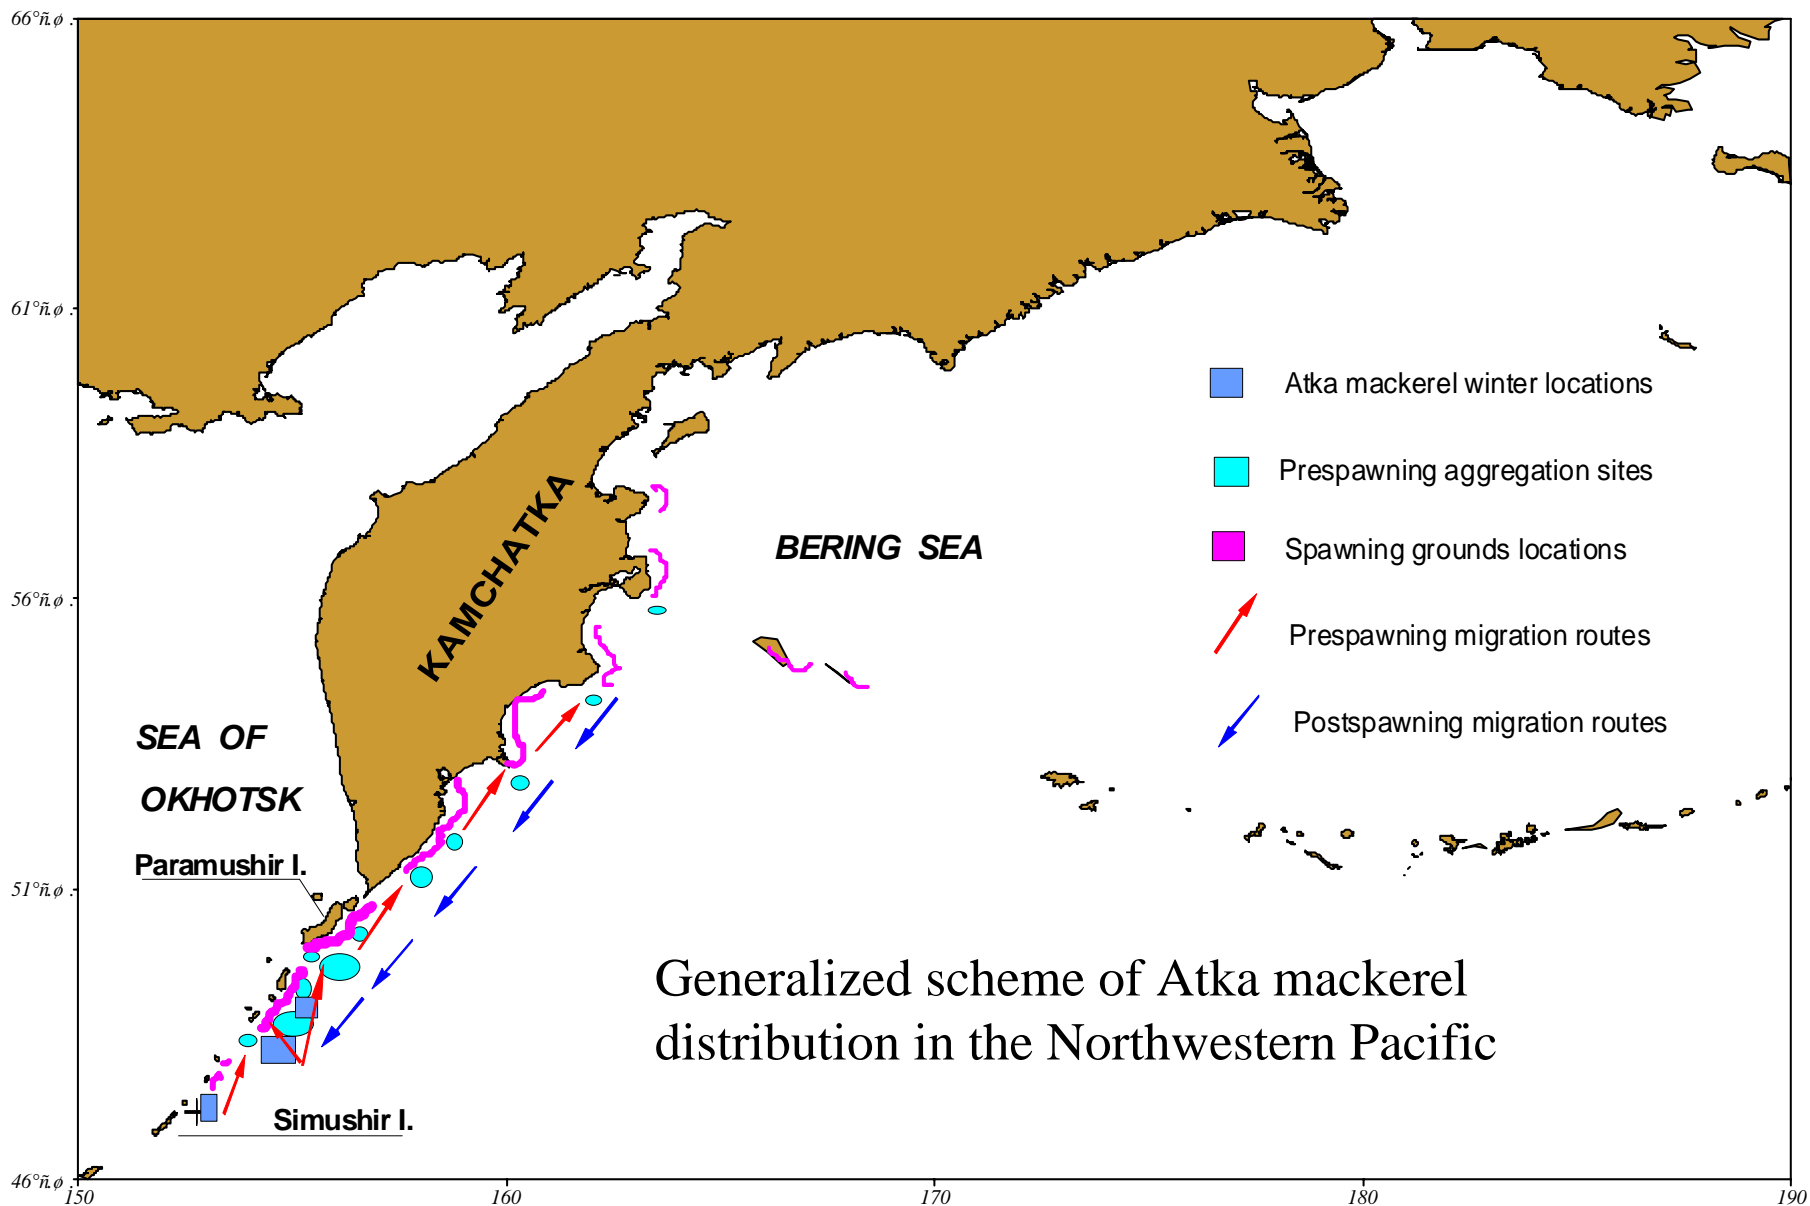 66°ñ.ø .
61°ñ.ø .
56°ñ.ø .
51°ñ.ø .
46°ñ.ø .
150
160
170
180
190
KAMCHATKA
BERING SEA
SEA OF
OKHOTSK
Paramushir I.
Simushir I.
Atka mackerel winter locations
Prespawning aggregation sites
Spawning grounds locations
Prespawning migration routes
Postspawning migration routes
Generalized scheme of Atka mackerel
distribution in the Northwestern Pacific